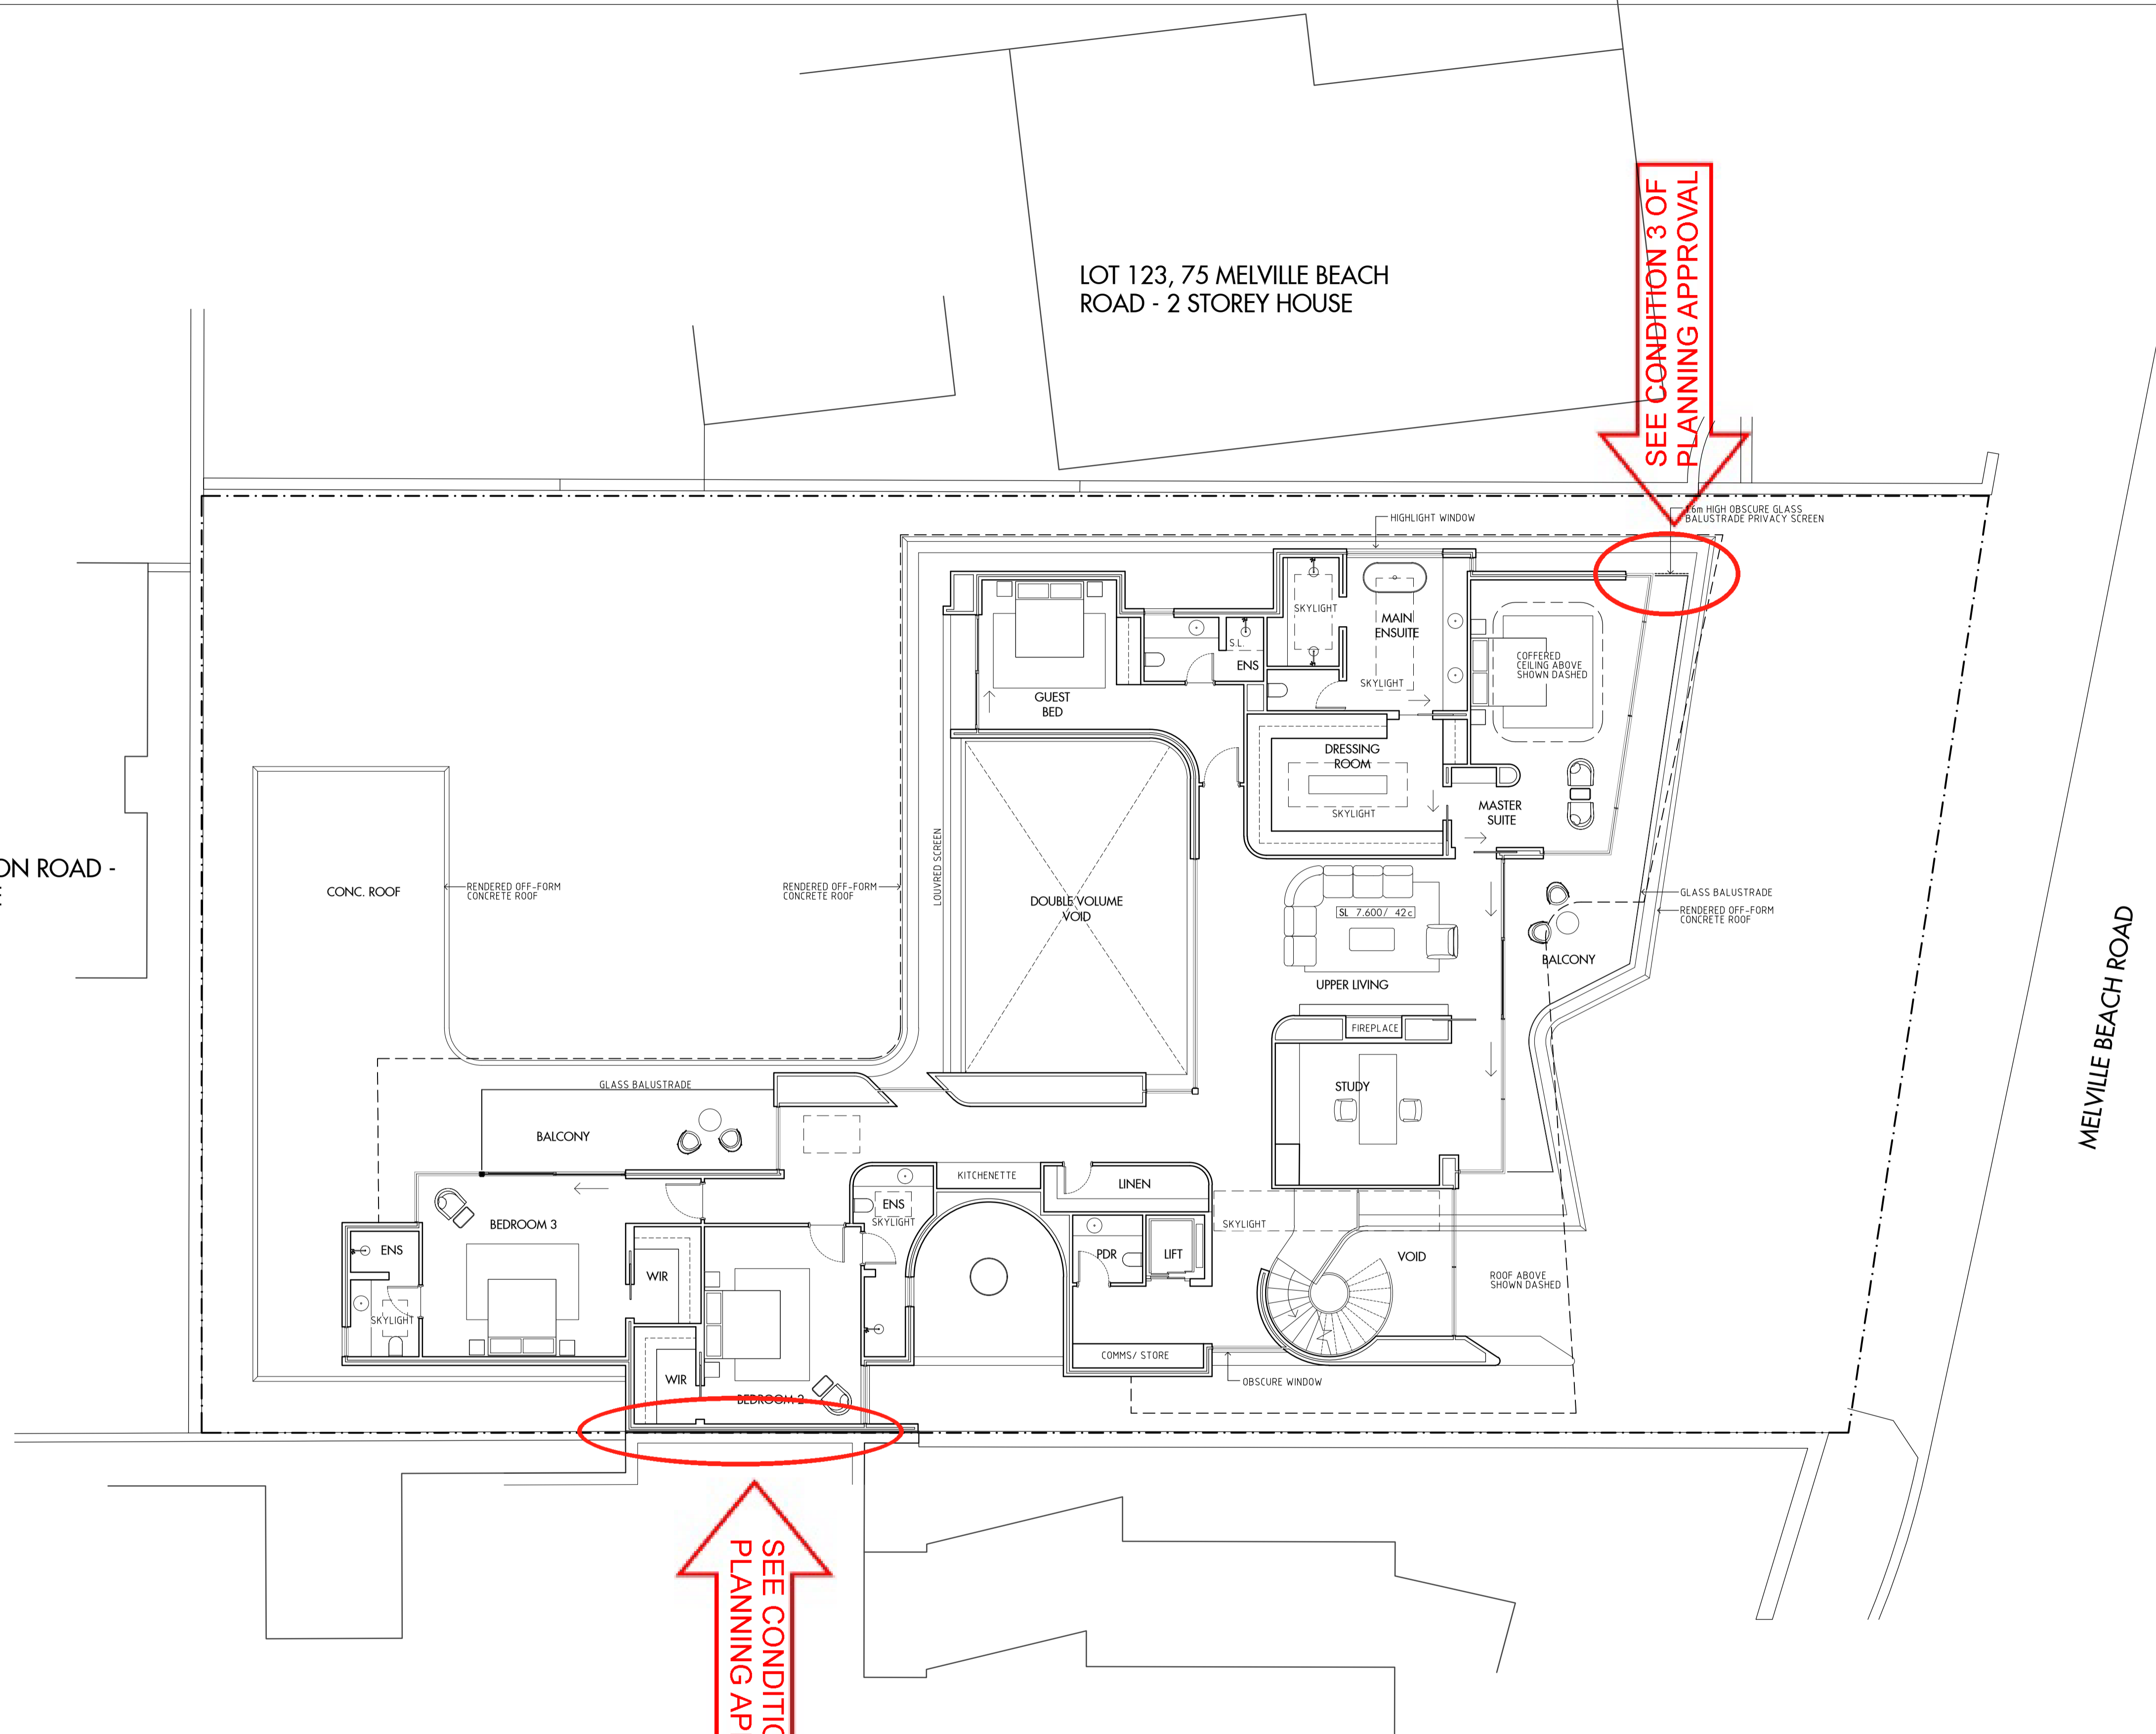 LOT 123, 75 MELVILLE BEACH
ROAD - 2 STOREY HOUSE
SEE CONDITION 3 OF
PLANNING APPROVAL
1.6m HIGH OBSCURE GLASS
BALUSTRADE PRIVACY SCREEN
HIGHLIGHT WINDOW
SKYLIGHT
MAIN
ENSUITE
S.L.
ENS
SKYLIGHT
COFFERED
CEILING ABOVE
SHOWN DASHED
GUEST
BED
DRESSING
ROOM
SKYLIGHT
MASTER
SUITE
ON ROAD -
CONC. ROOF
RENDERED OFF-FORM
CONCRETE ROOF
RENDERED OFF-FORM
CONCRETE ROOF
LOUVRED SCREEN
DOUBLE VOLUME
VOID
SL 7.600/ 42c
GLASS BALUSTRADE
RENDERED OFF-FORM
CONCRETE ROOF
BALCONY
UPPER LIVING
MELVILLE BEACH ROAD
FIREPLACE
GLASS BALUSTRADE
STUDY
BALCONY
KITCHENETTE
LINEN
ENS
SKYLIGHT
BEDROOM 3
SKYLIGHT
ENS
PDR
LIFT
VOID
WIR
ROOF ABOVE
SHOWN DASHED
SKYLIGHT
COMMS/ STORE
WIR
OBSCURE WINDOW
BEDROOM 2
SEE CONDITIO
PLANNING AP